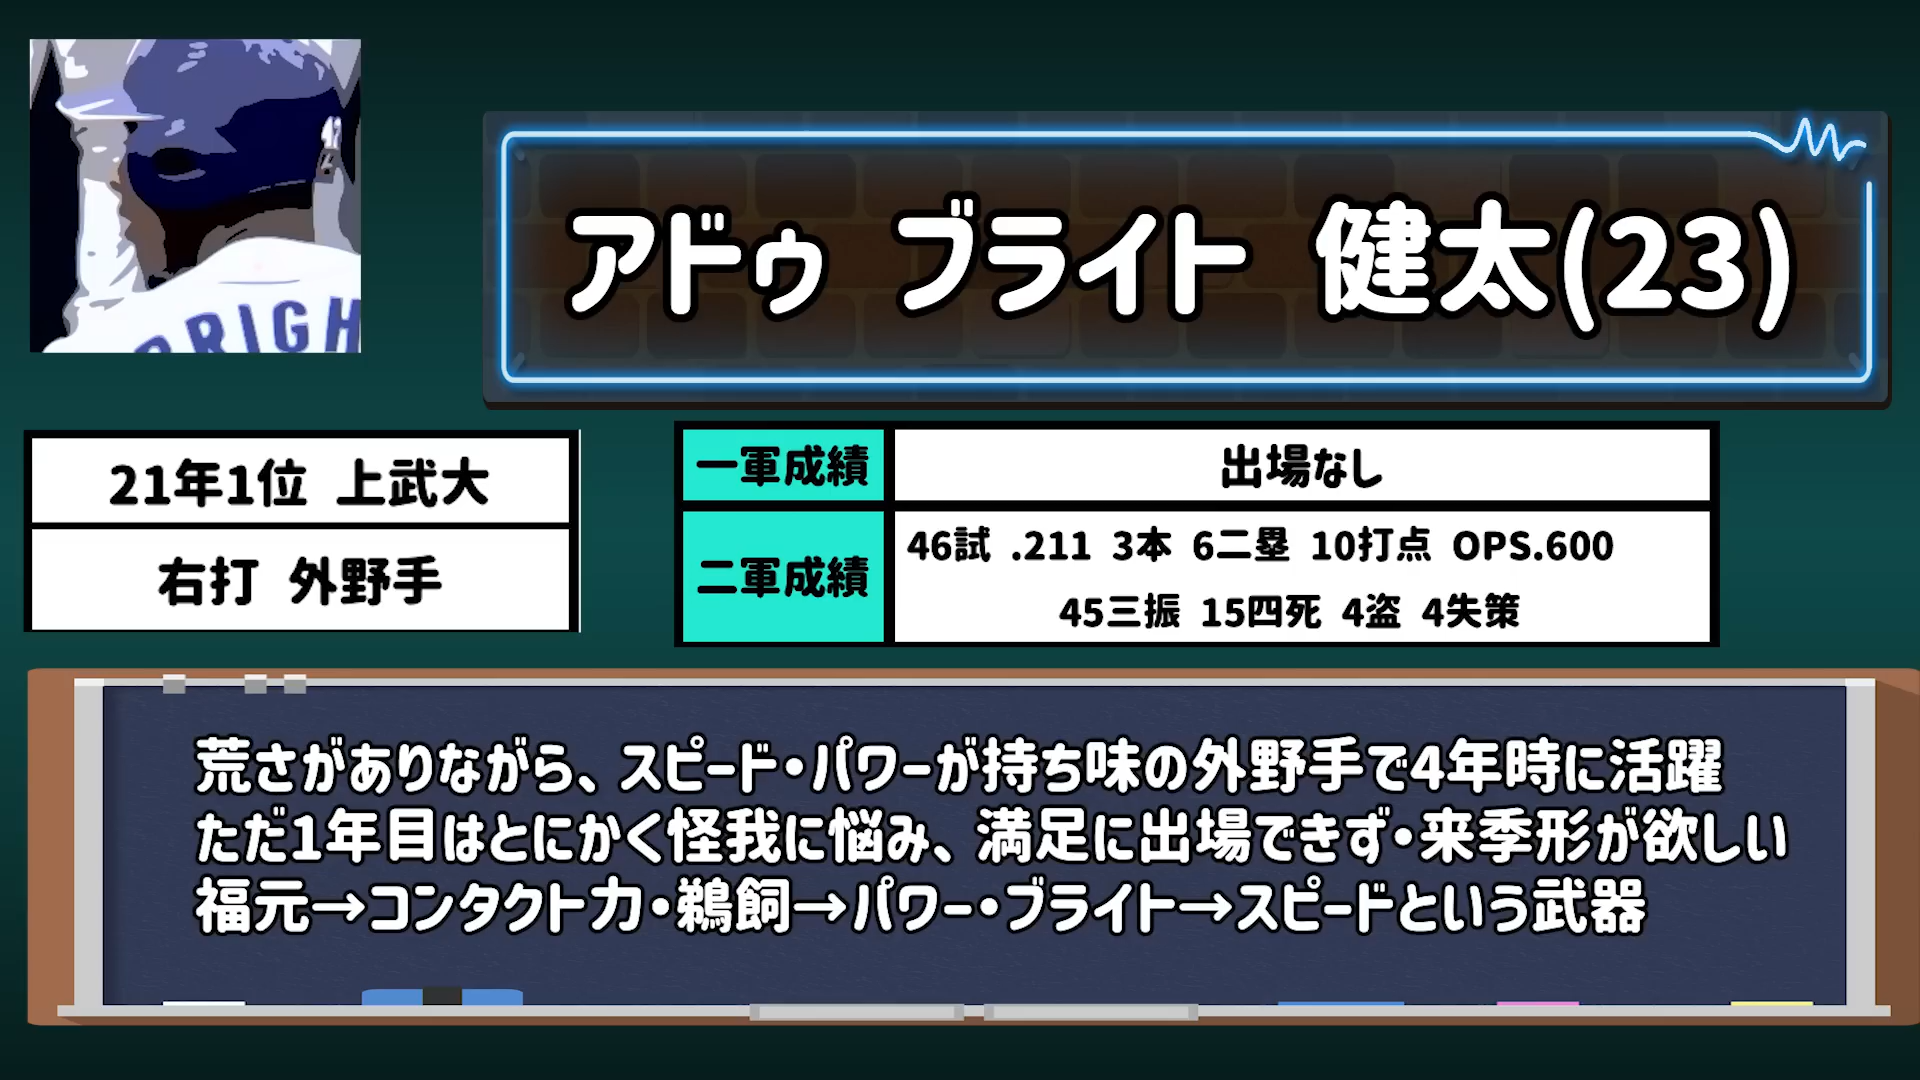 BRIGH
アドゥ ブライト 健太(23)
21年1位 上武大
右打 外野手
一軍成績 出場なし
二軍成績 46試 .211 3本 6二塁 10打点 OPS.600
45三振 15四死 4盗 4失策
荒さがありながら、スピード・パワーが持ち味の外野手で4年時に活躍
ただ1年目はとにかく怪我に悩み、満足に出場できず・来季形が欲しい
福元→コンタクト力・鵜飼→パワー・ブライト→スピードという武器